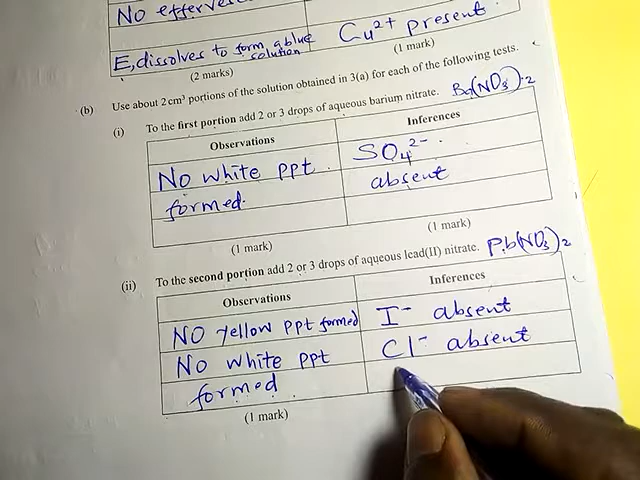 No efferves
E, dissolves to form a blue
solution
Cu²⁺ present
(2 marks)
(1 mark)
(b) Use about 2 cm³ portions of the solution obtained in 3(a) for each of the following tests.
(i) To the first portion add 2 or 3 drops of aqueous barium nitrate. Ba(NO₃)₂
Observations
Inferences
No white ppt
formed.
SO₄²⁻
absent
(1 mark)
(1 mark)
(ii) To the second portion add 2 or 3 drops of aqueous lead(II) nitrate. Pb(NO₃)₂
Observations
Inferences
NO yellow ppt formed
I⁻ absent
NO white ppt
formed.
Cl⁻ absent
(1 mark)